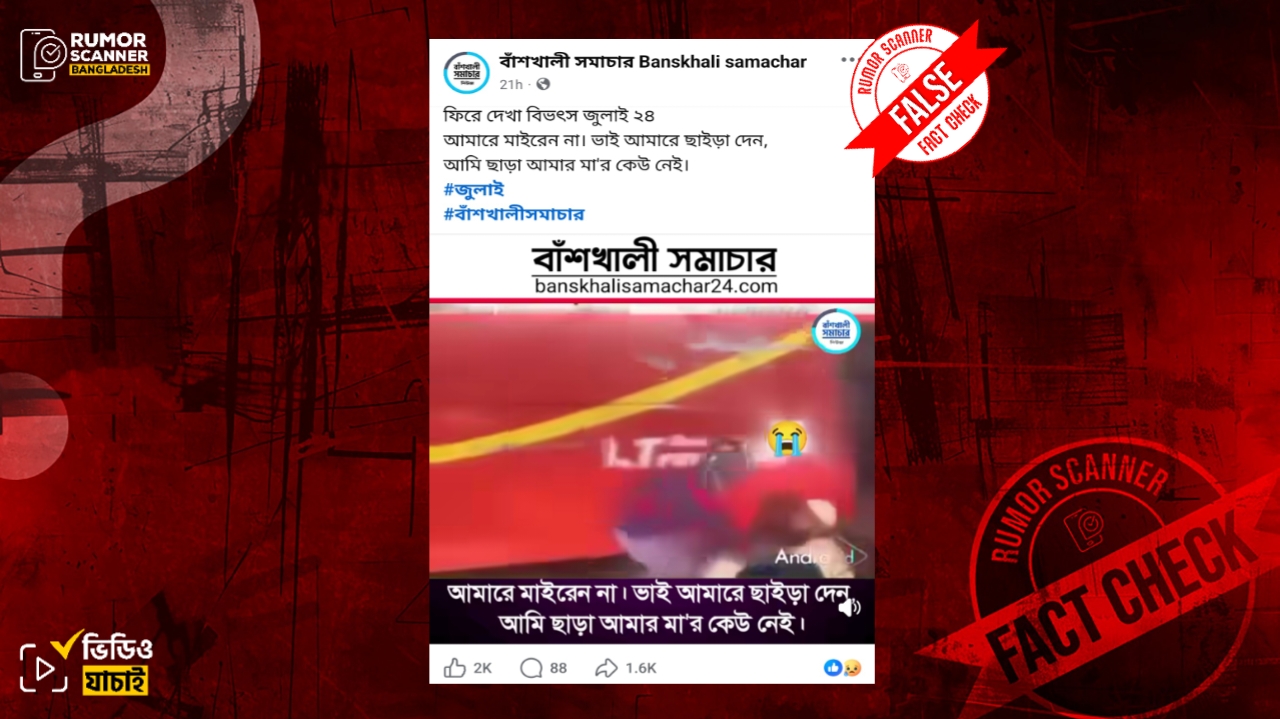 RUMOR
SCANNER
BANGLADESH
বাঁশখালী সমাচার Banskhali samachar
21h
ফিরে দেখা বিভৎস জুলাই ২৪
আমারে মাইরেন না। ভাই আমারে ছাইড়া দেন,
আমি ছাড়া আমার মা'র কেউ নেই।
#জুলাই
#বাঁশখালীসমাচার
RUMOR SCANNER
FALSE
FACT CHECK
বাঁশখালী সমাচার
banskhalisamachar24.com
বাঁশখালী
সমাচার
আমারে মাইরেন না। ভাই আমারে ছাইড়া দেন,
আমি ছাড়া আমার মা'র কেউ নেই।
2K 88 1.6K
ভিডিও
যাচাই
RUMOR SCANNER
FACT CHECK